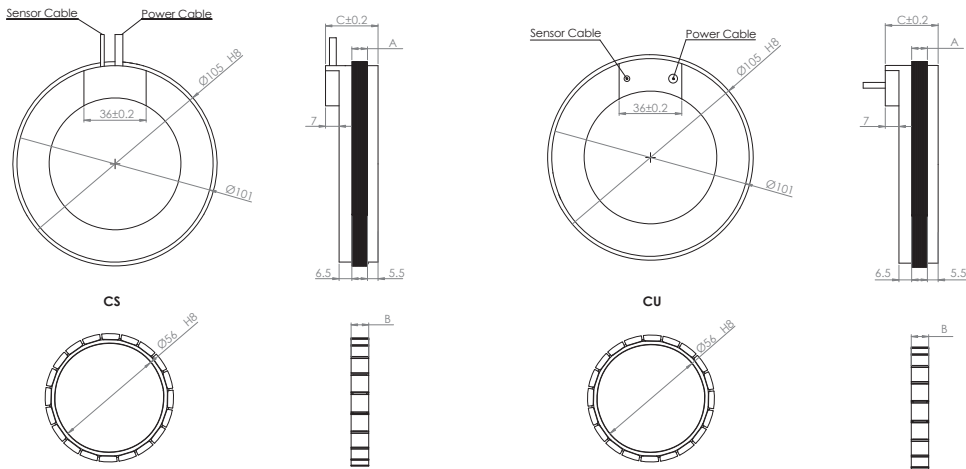 Sensor Cable
Power Cable
C±0.2
A
Ø105 H8
36±0.2
7
Ø101
6.5
5.5
CS
Ø56 H8
B
Sensor Cable
Power Cable
C±0.2
A
Ø105 H8
36±0.2
7
Ø101
6.5
5.5
CU
Ø56 H8
B